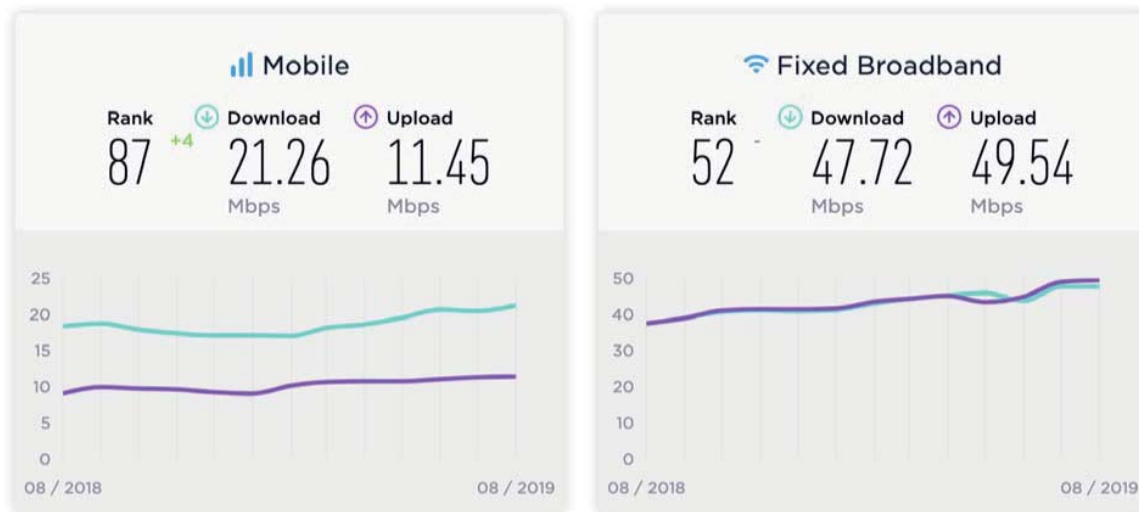 Mobile
Rank Download Upload
87 +4 21.26 11.45
Mbps Mbps
25
20
15
10
5
0
08 / 2018 08 / 2019
Fixed Broadband
Rank Download Upload
52 - 47.72 49.54
Mbps Mbps
50
40
30
20
10
0
08 / 2018 08 / 2019